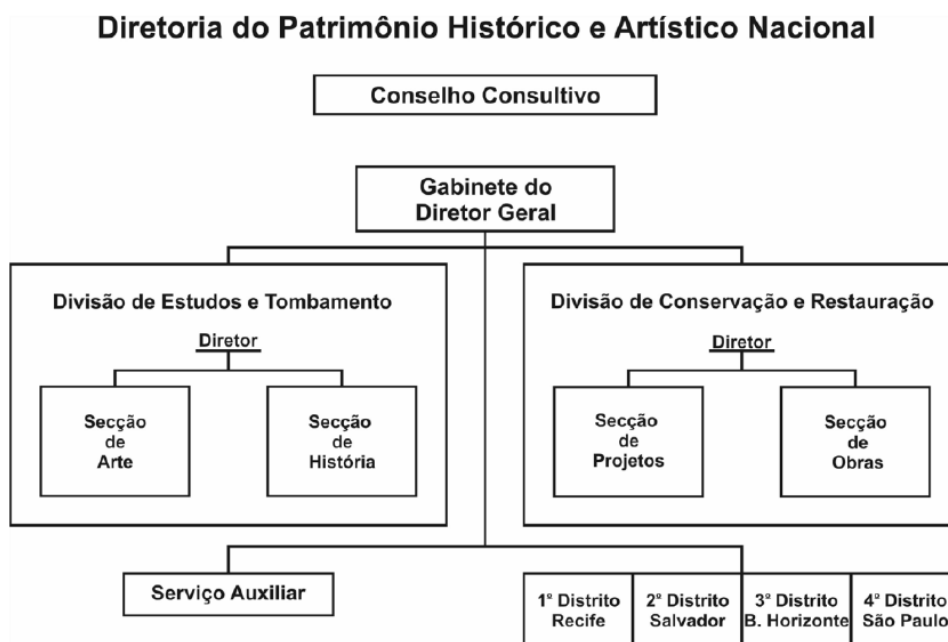 Diretoria do Patrimônio Histórico e Artístico Nacional
Conselho Consultivo
Gabinete do
Diretor Geral
Divisão de Estudos e Tombamento
Diretor
Secção
de
Arte
Secção
de
História
Divisão de Conservação e Restauração
Diretor
Secção
de
Projetos
Secção
de
Obras
Serviço Auxiliar
1º Distrito
Recife
2º Distrito
Salvador
3º Distrito
B. Horizonte
4º Distrito
São Paulo